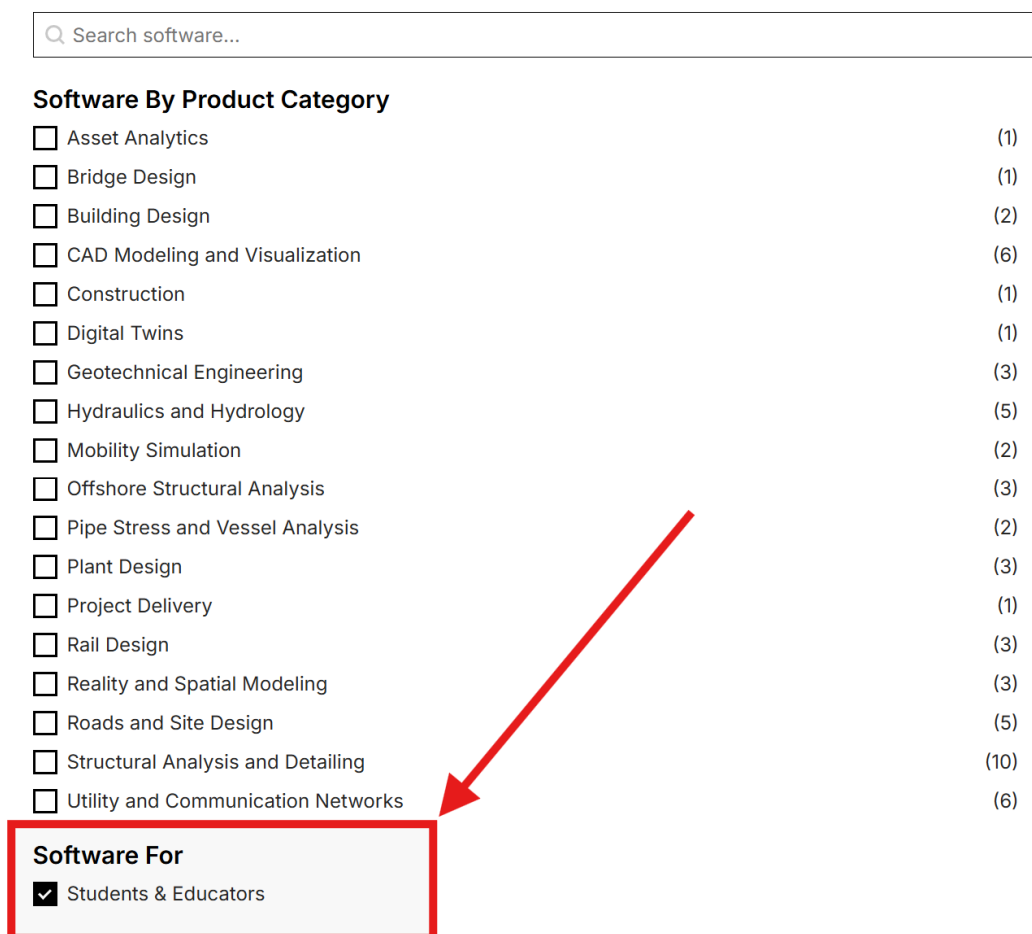 Search software...
Software By Product Category
Asset Analytics (1)
Bridge Design (1)
Building Design (2)
CAD Modeling and Visualization (6)
Construction (1)
Digital Twins (1)
Geotechnical Engineering (3)
Hydraulics and Hydrology (5)
Mobility Simulation (2)
Offshore Structural Analysis (3)
Pipe Stress and Vessel Analysis (2)
Plant Design (3)
Project Delivery (1)
Rail Design (3)
Reality and Spatial Modeling (3)
Roads and Site Design (5)
Structural Analysis and Detailing (10)
Utility and Communication Networks (6)
Software For
Students & Educators